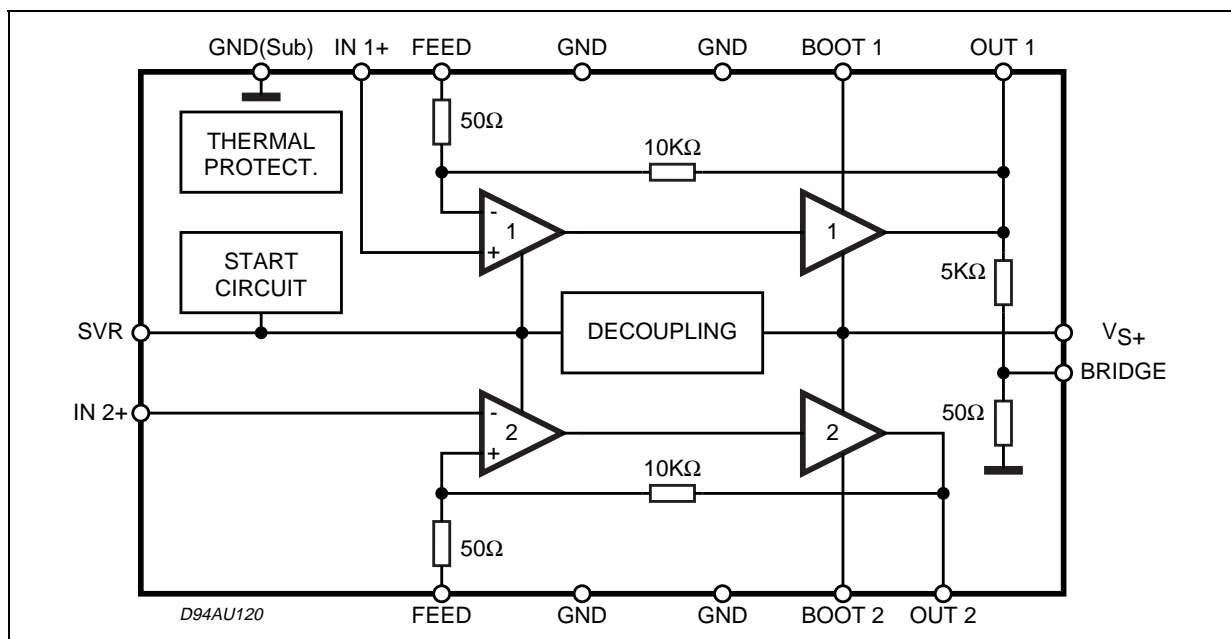 GND(Sub) IN 1+ FEED GND GND BOOT 1 OUT 1
50Ω
10KΩ
THERMAL
PROTECT.
-
1
+
1
START
CIRCUIT
5KΩ
SVR
DECOUPLING
VS+
BRIDGE
IN 2+
-
2
+
2
50Ω
10KΩ
50Ω
D94AU120
FEED GND GND BOOT 2 OUT 2